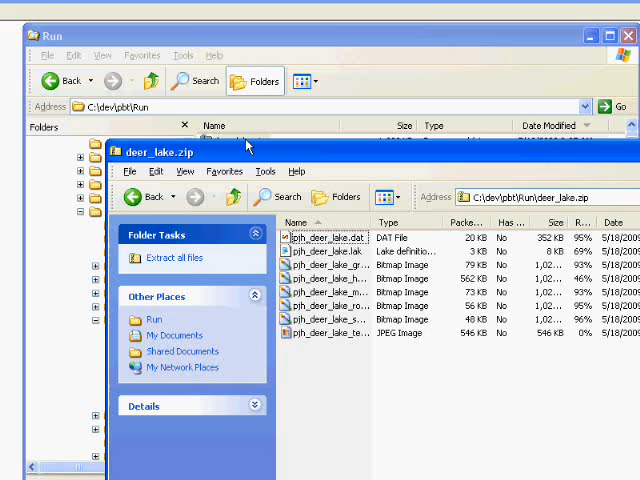 Run
File Edit View Favorites Tools Help
Back Search Folders
Address C:\dev\pbt\Run Go
Folders Name Size Type Date Modified
deer_lake.zip
File Edit View Favorites Tools Help
Back Search Folders Address C:\dev\pbt\Run\deer_lake.zip
Name Type Packe... Has ... Size R... Date
Folder Tasks
Extract all files
Other Places
Run
My Documents
Shared Documents
My Network Places
Details
pjh_deer_lake.dat DAT File 20 KB No 352 KB 95% 5/18/2009
pjh_deer_lake.lak Lake definitio... 3 KB No 8 KB 69% 5/18/2009
pjh_deer_lake_gr... Bitmap Image 79 KB No 1,02... 93% 5/18/2009
pjh_deer_lake_h... Bitmap Image 562 KB No 1,02... 46% 5/18/2009
pjh_deer_lake_m... Bitmap Image 73 KB No 1,02... 93% 5/18/2009
pjh_deer_lake_ro... Bitmap Image 56 KB No 1,02... 95% 5/18/2009
pjh_deer_lake_s... Bitmap Image 48 KB No 1,02... 96% 5/18/2009
pjh_deer_lake_te... JPEG Image 546 KB No 546 KB 0% 5/18/2009